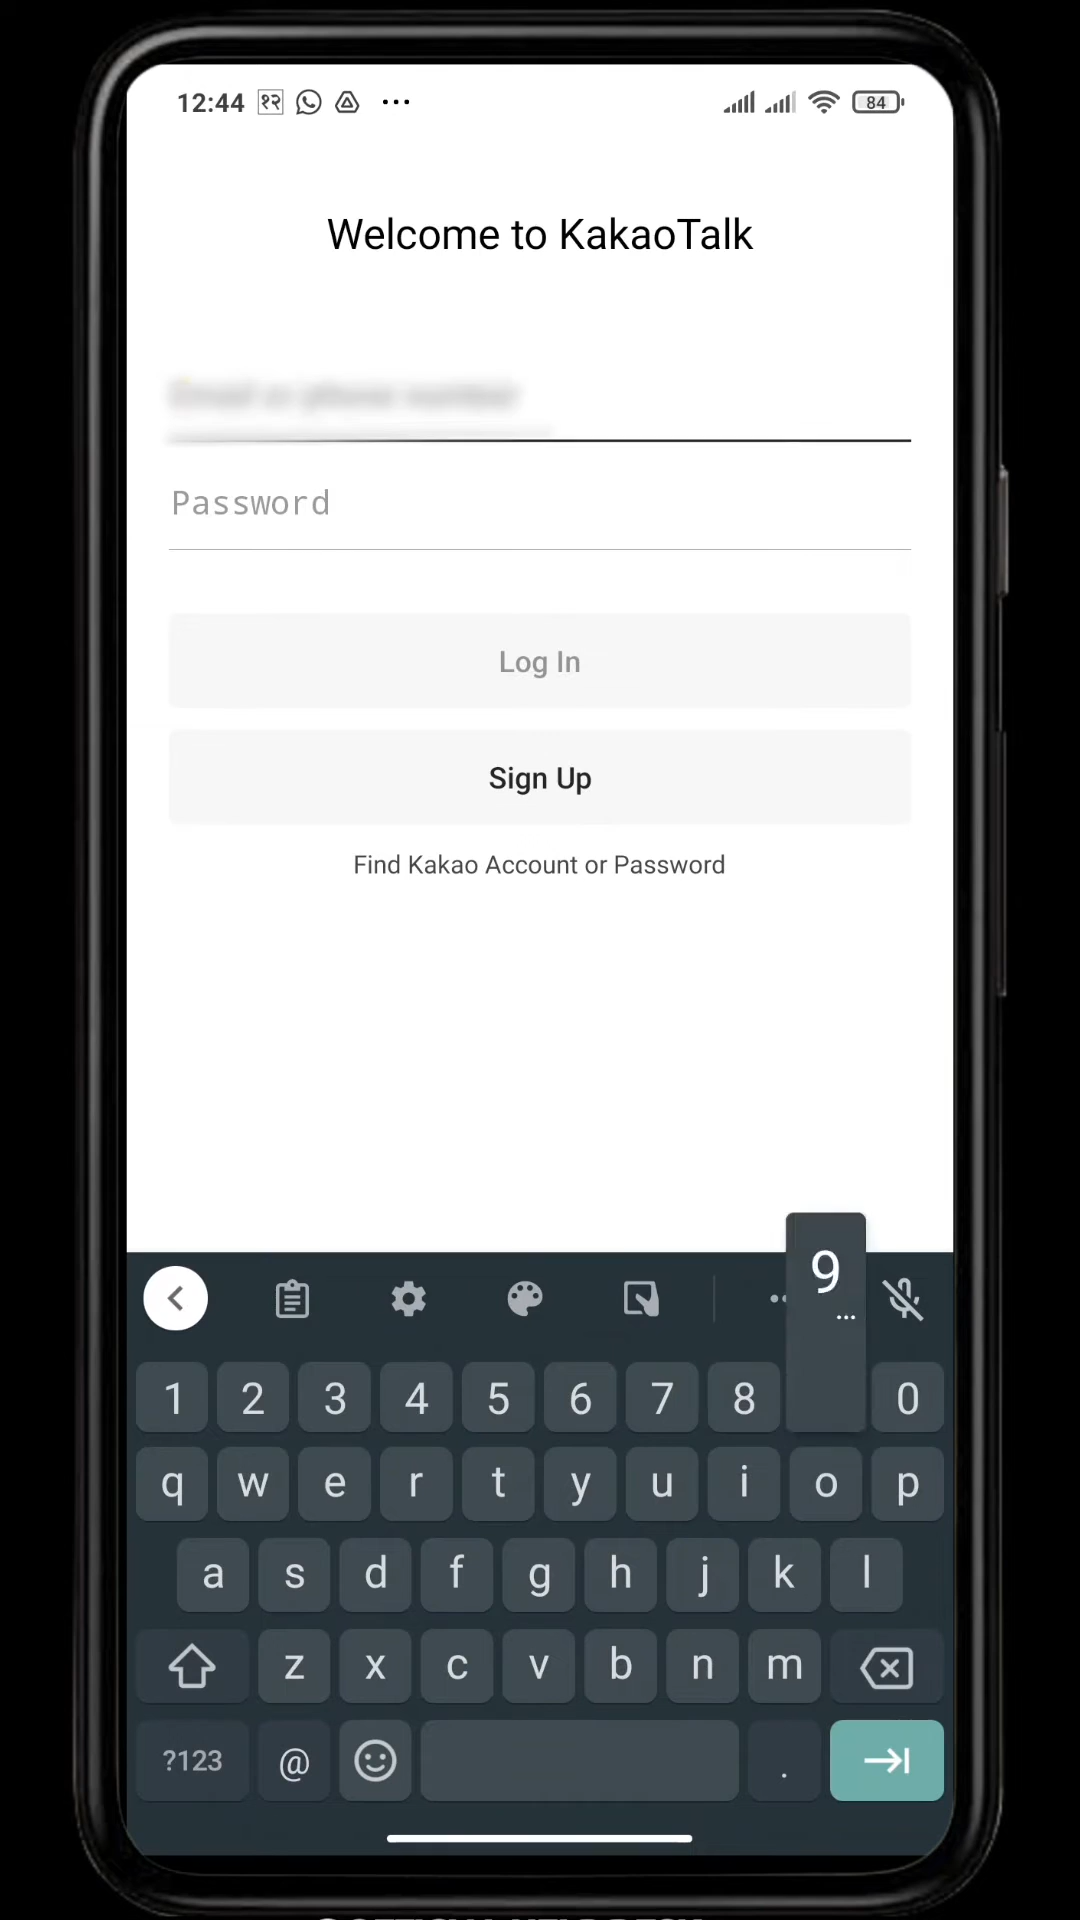 12:44 १२ ... 84
Welcome to KakaoTalk
Password
Log In
Sign Up
Find Kakao Account or Password
9
...
1 2 3 4 5 6 7 8 0
q w e r t y u i o p
a s d f g h j k l
z x c v b n m
?123 @ .